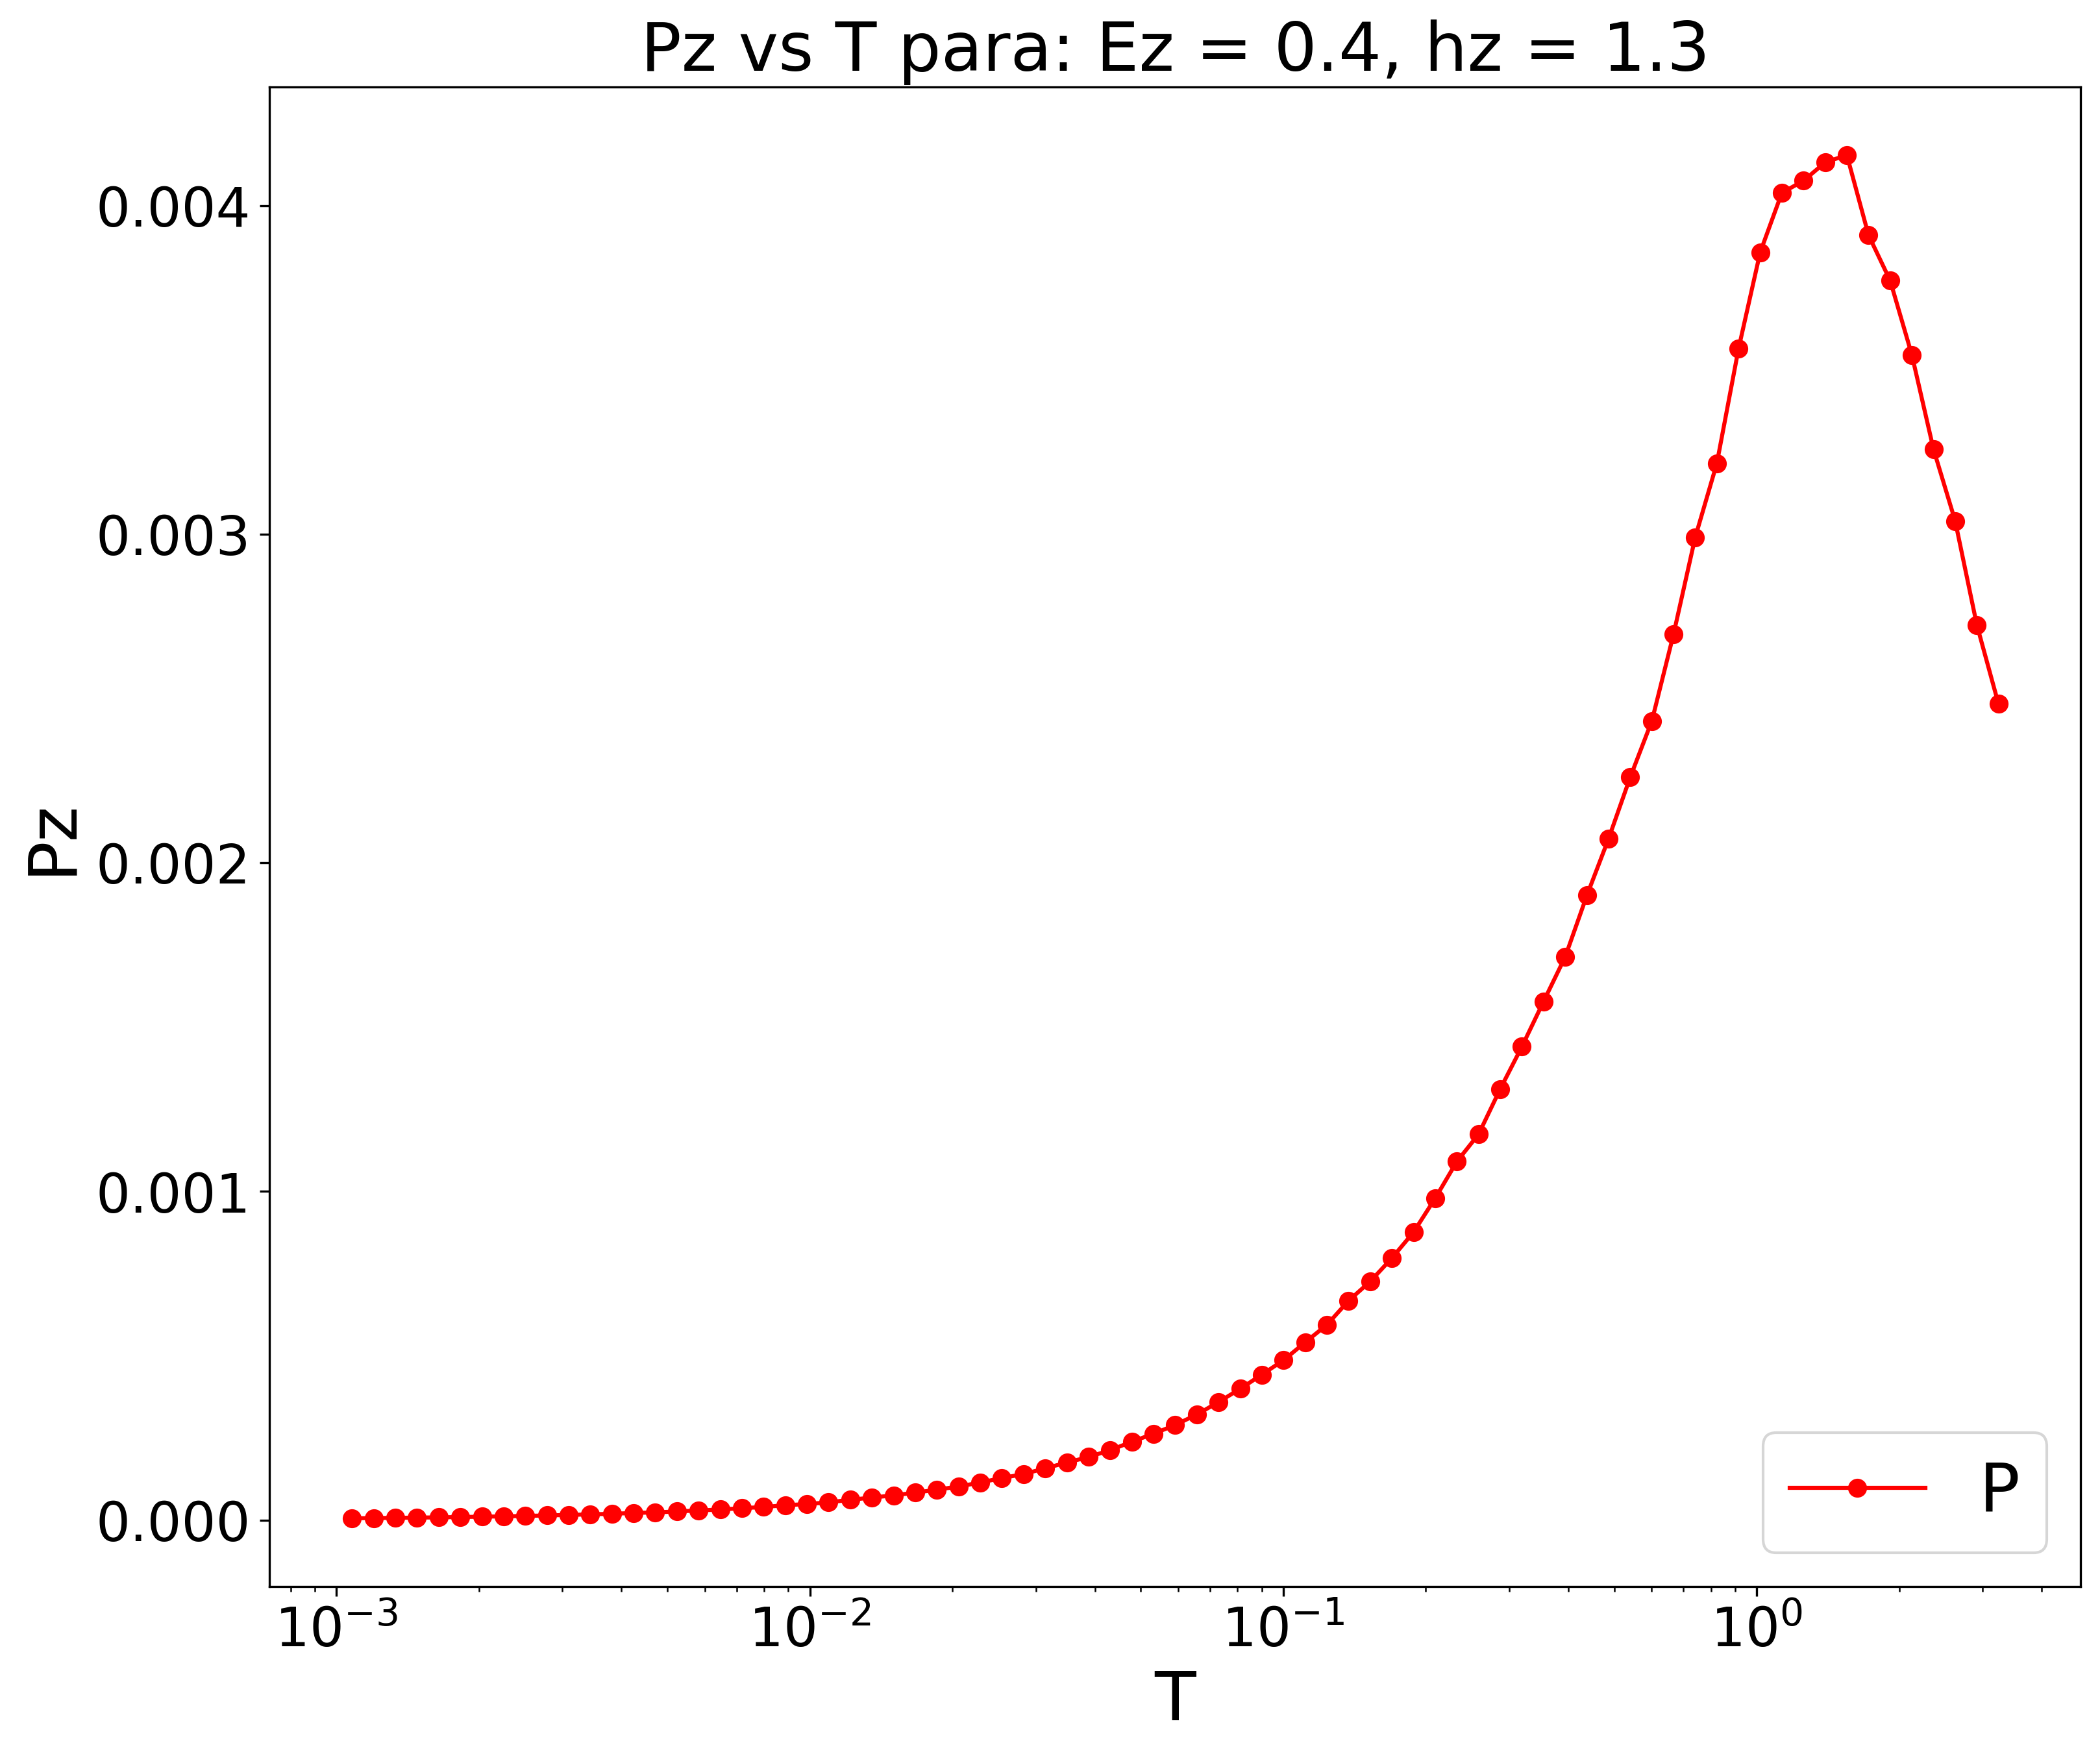 Pz vs T para: Ez = 0.4, hz = 1.3
Pz
0.004
0.003
0.002
0.001
0.000
10⁻³ 10⁻² 10⁻¹ 10⁰
T
P